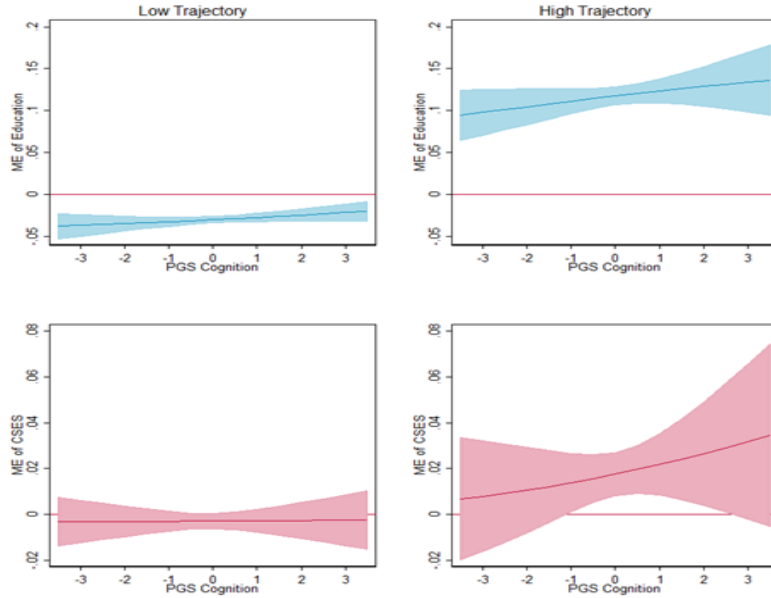 Low Trajectory
High Trajectory
ME of Education
.2
.15
.1
.05
0
-.05
-3 -2 -1 0 1 2 3
PGS Cognition
ME of Education
.2
.15
.1
.05
0
-.05
-3 -2 -1 0 1 2 3
PGS Cognition
ME of CSES
.08
.06
.04
.02
0
-.02
-3 -2 -1 0 1 2 3
PGS Cognition
ME of CSES
.08
.06
.04
.02
0
-.02
-3 -2 -1 0 1 2 3
PGS Cognition